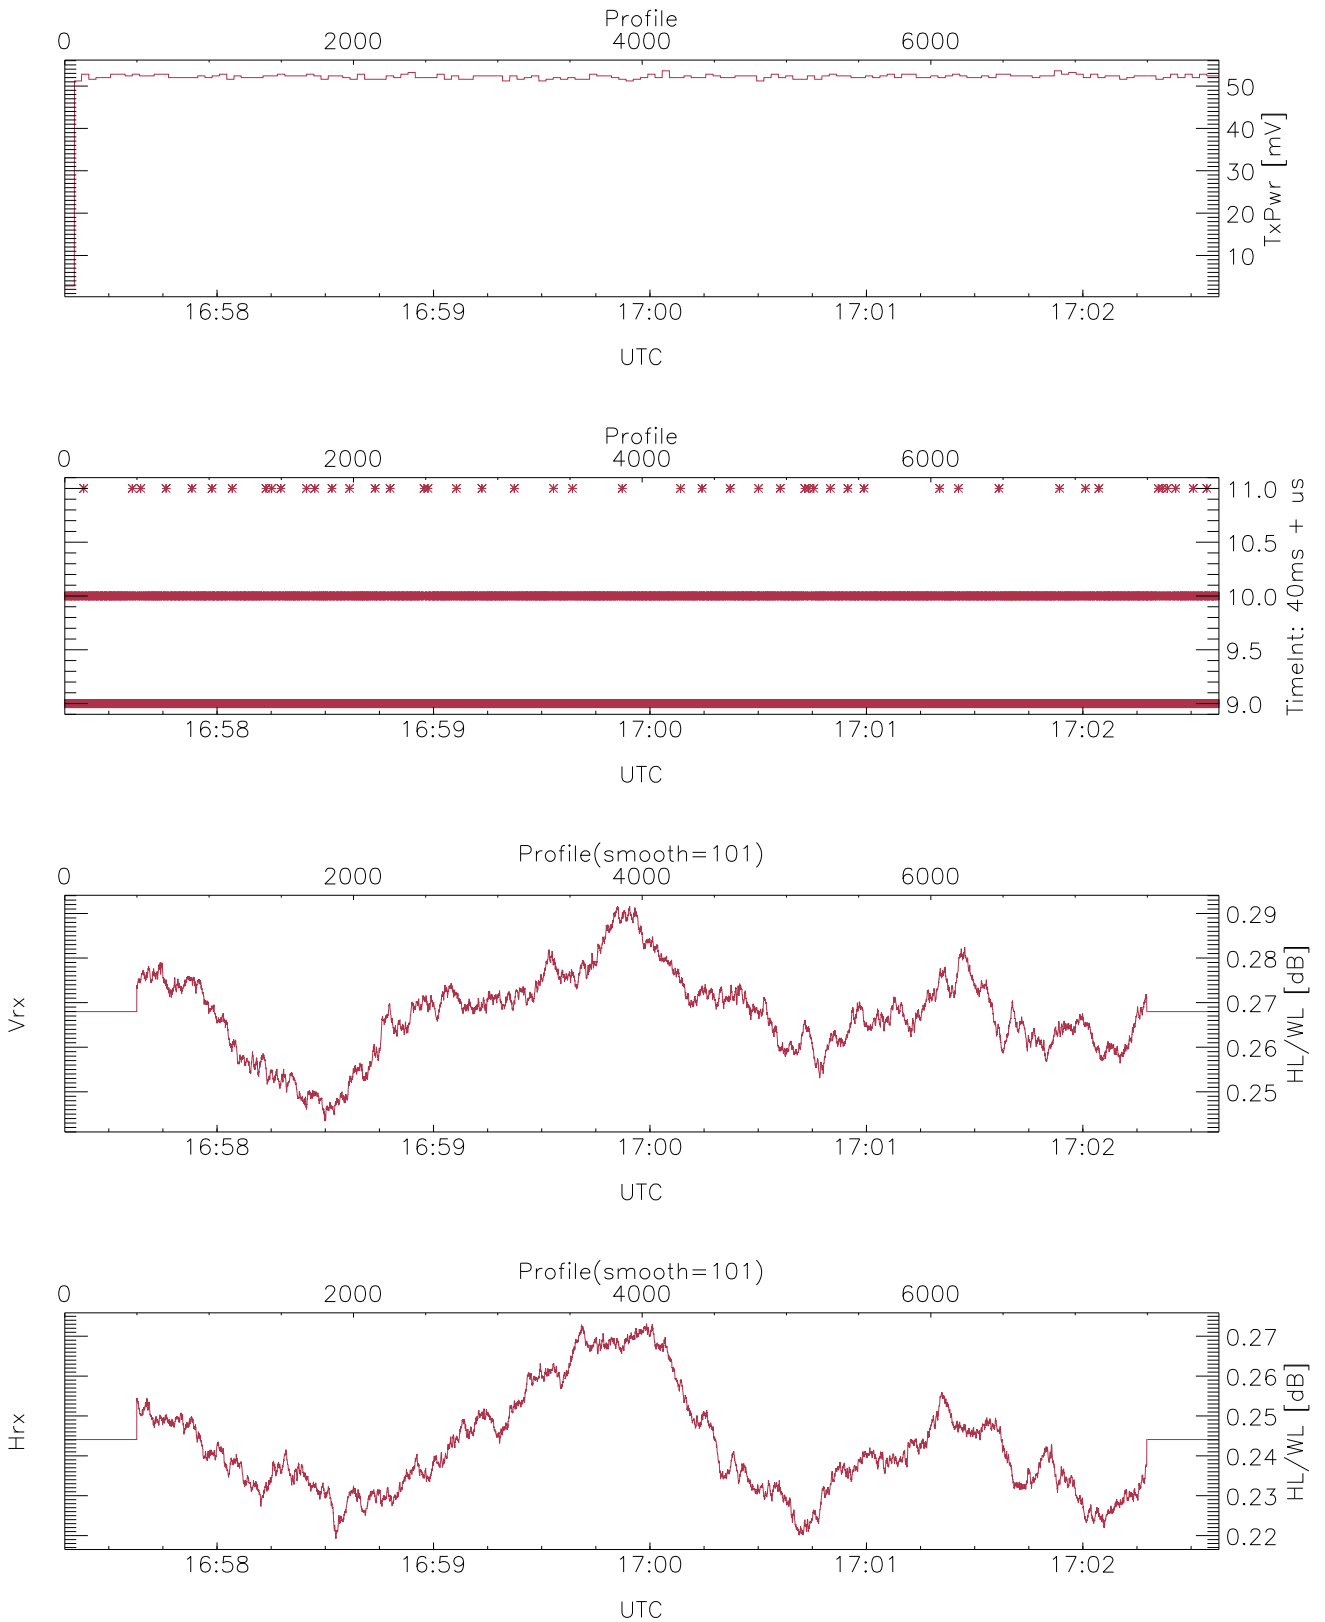 Profile
0 2000 4000 6000
50
40
30
20
10
TxPwr [mV]
16:58 16:59 17:00 17:01 17:02
UTC
Profile
0 2000 4000 6000
11.0
10.5
10.0
9.5
9.0
TimeInt: 40ms + us
16:58 16:59 17:00 17:01 17:02
UTC
Profile(smooth=101)
0 2000 4000 6000
Vrx
0.29
0.28
0.27
0.26
0.25
HL/WL [dB]
16:58 16:59 17:00 17:01 17:02
UTC
Profile(smooth=101)
0 2000 4000 6000
Hrx
0.27
0.26
0.25
0.24
0.23
0.22
HL/WL [dB]
16:58 16:59 17:00 17:01 17:02
UTC